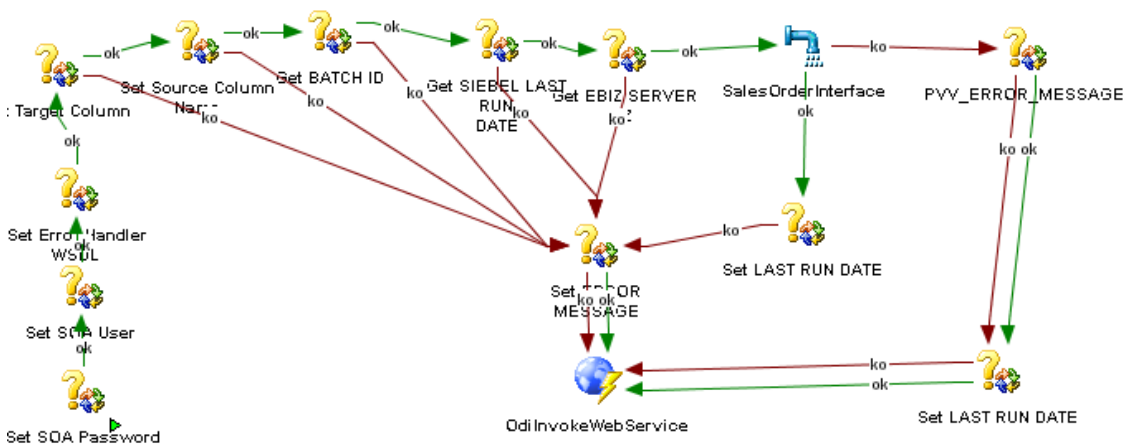 ok
ok
ok
ok
ok
ko
Set Source Column
Name
Get BATCH ID
Get SIEBEL LAST
RUN
DATE
Get EBIZ SERVER
SalesOrderInterface
PVV_ERROR_MESSAGE
: Target Column
ko
ko
ko
ko
ko
ok
ok
ko
ok
Set Error Handler
WSDL
ok
ko
Set LAST RUN DATE
Set ERROR
MESSAGE
ko
ok
Set SOA User
ok
ko
ok
Set LAST RUN DATE
OdiInvokeWebService
Set SOA Password